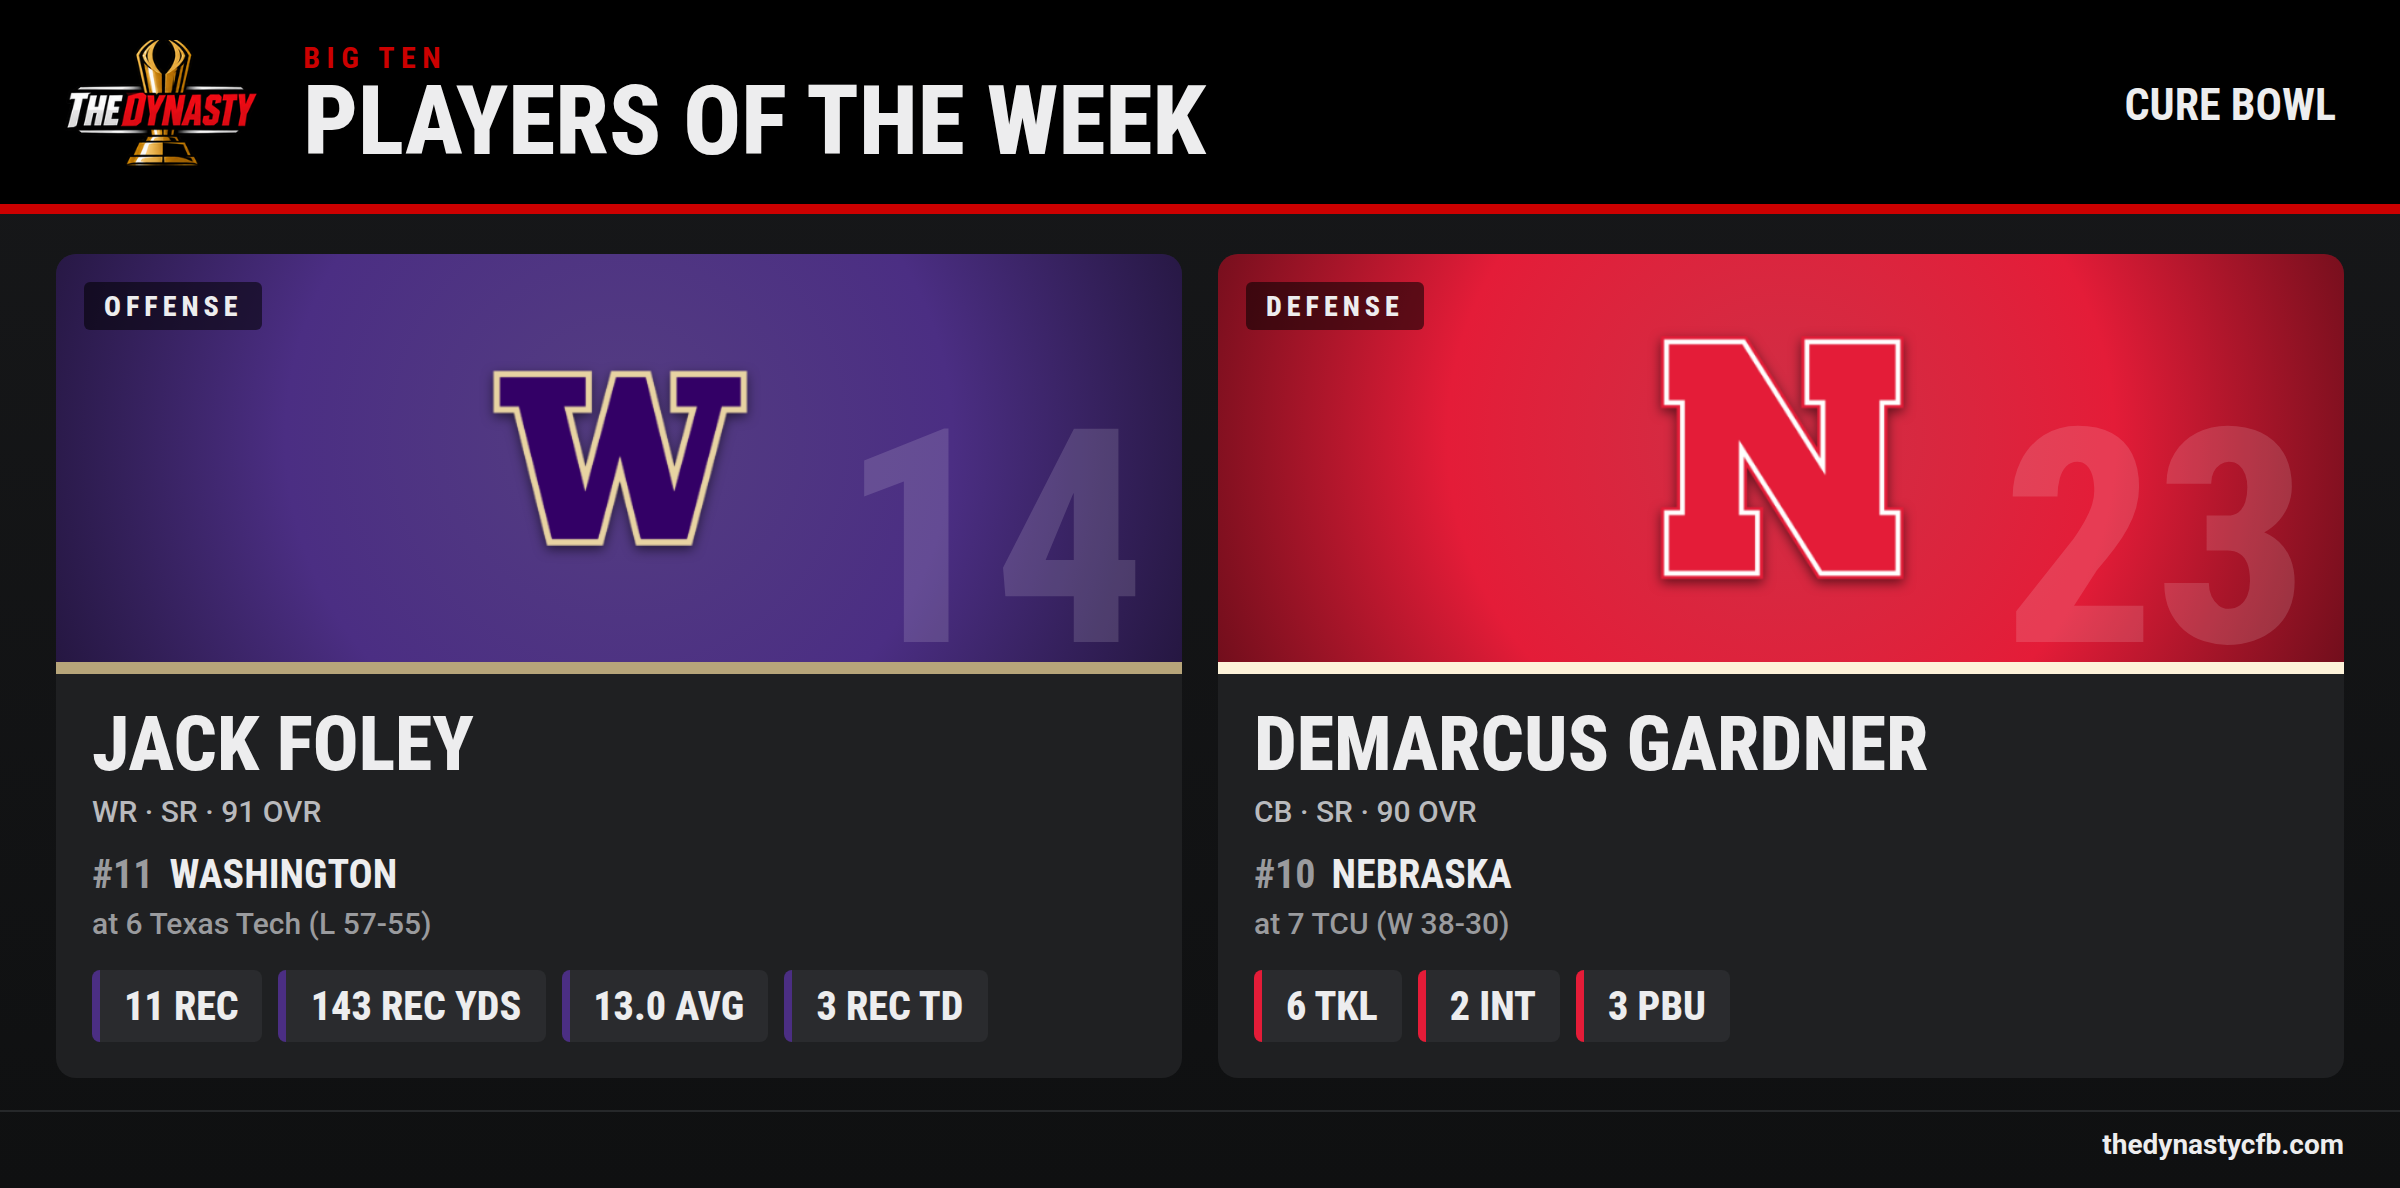 THE DYNASTY
BIG TEN
PLAYERS OF THE WEEK
CURE BOWL
OFFENSE
W
14
JACK FOLEY
WR · SR · 91 OVR
#11 WASHINGTON
at 6 Texas Tech (L 57-55)
11 REC
143 REC YDS
13.0 AVG
3 REC TD
DEFENSE
N
23
DEMARCUS GARDNER
CB · SR · 90 OVR
#10 NEBRASKA
at 7 TCU (W 38-30)
6 TKL
2 INT
3 PBU
thedynastycfb.com